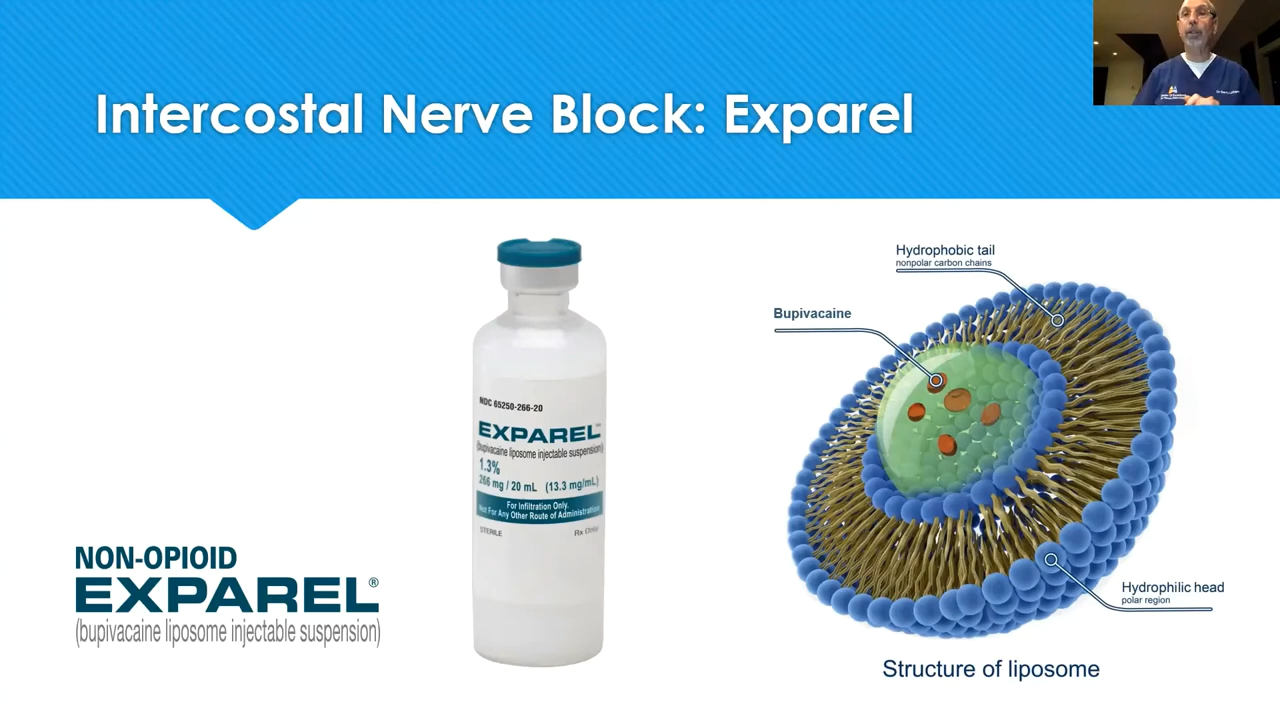 Intercostal Nerve Block: Exparel
NON-OPIOID
EXPAREL®
(bupivacaine liposome injectable suspension)
NDC 65250-266-20
EXPAREL™
(bupivacaine liposome injectable suspension)
1.3%
266 mg / 20 mL (13.3 mg/mL)
For Infiltration Only.
Not For Any Other Route of Administration
STERILE
Rx Only
Hydrophobic tail
nonpolar carbon chains
Bupivacaine
Hydrophilic head
polar region
Structure of liposome